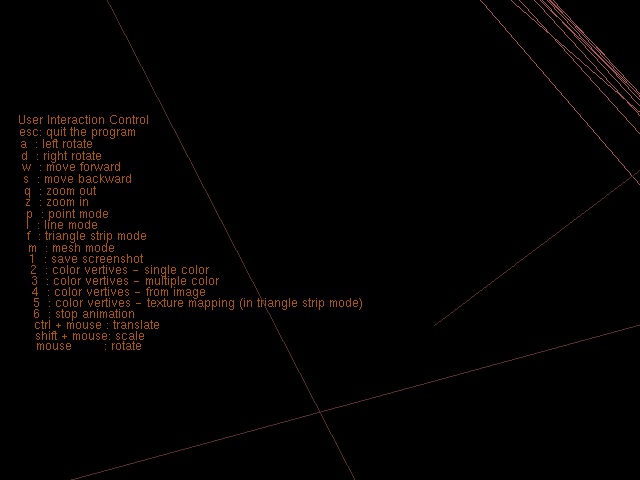 User Interaction Control
esc: quit the program
a : left rotate
d : right rotate
w : move forward
s : move backward
q : zoom out
z : zoom in
p : point mode
l : line mode
f : triangle strip mode
m : mesh mode
1 : save screenshot
2 : color vertives - single color
3 : color vertives - multiple color
4 : color vertives - from image
5 : color vertives - texture mapping (in triangle strip mode)
6 : stop animation
ctrl + mouse : translate
shift + mouse: scale
mouse : rotate